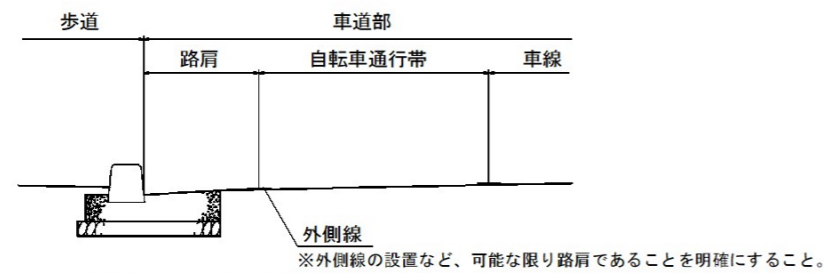 歩道 車道部
路肩 自転車通行帯 車線
外側線
※外側線の設置など、可能な限り路肩であることを明確にすること。